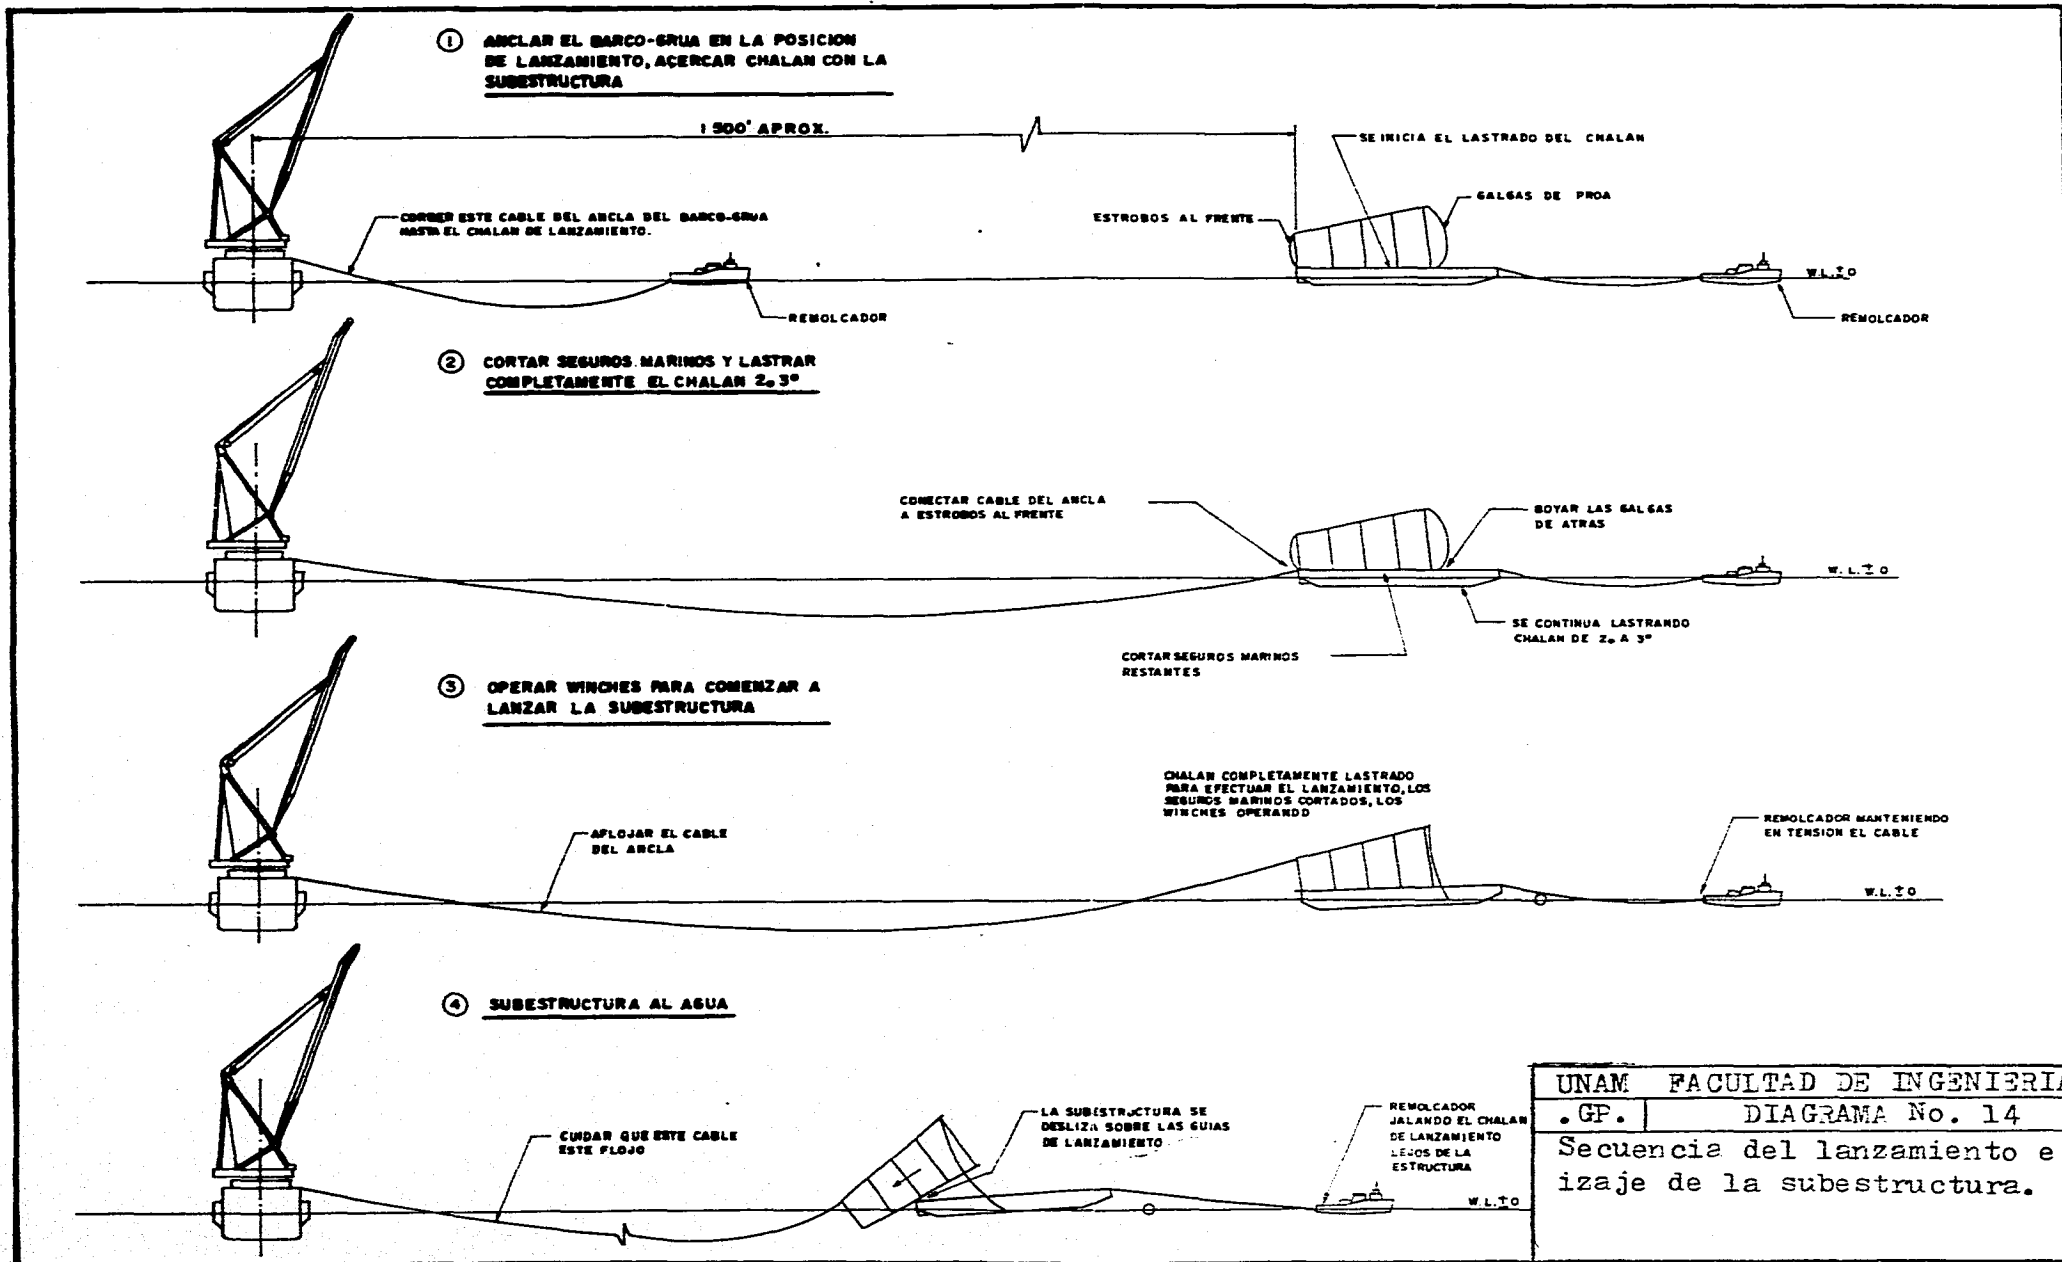 ① ANCLAR EL BARCO-GRUA EN LA POSICION
DE LANZAMIENTO, ACERCAR CHALAN CON LA
SUBESTRUCTURA
1 500' APROX.
SE INICIA EL LASTRADO DEL CHALAN
GALGAS DE PROA
ESTROBOS AL FRENTE
CORRER ESTE CABLE DEL ANCLA DEL BARCO-GRUA
HASTA EL CHALAN DE LANZAMIENTO.
W.L.±0
REMOLCADOR
REMOLCADOR
② CORTAR SEGUROS MARINOS Y LASTRAR
COMPLETAMENTE EL CHALAN 2o 3°
CONECTAR CABLE DEL ANCLA
A ESTROBOS AL FRENTE
BOYAR LAS GALGAS
DE ATRAS
W.L.±0
SE CONTINUA LASTRANDO
CHALAN DE 2o A 3°
CORTAR SEGUROS MARINOS
RESTANTES
③ OPERAR WINCHES PARA COMENZAR A
LANZAR LA SUBESTRUCTURA
CHALAN COMPLETAMENTE LASTRADO
PARA EFECTUAR EL LANZAMIENTO, LOS
SEGUROS MARINOS CORTADOS, LOS
WINCHES OPERANDO
AFLOJAR EL CABLE
DEL ANCLA
REMOLCADOR MANTENIENDO
EN TENSION EL CABLE
W.L.±0
④ SUBESTRUCTURA AL AGUA
CUIDAR QUE ESTE CABLE
ESTE FLOJO
LA SUBESTRUCTURA SE
DESLIZA SOBRE LAS GUIAS
DE LANZAMIENTO
REMOLCADOR
JALANDO EL CHALAN
DE LANZAMIENTO
LEJOS DE LA
ESTRUCTURA
W.L.±0
UNAM FACULTAD DE INGENIERIA
.GP. DIAGRAMA No. 14
Secuencia del lanzamiento e
izaje de la subestructura.